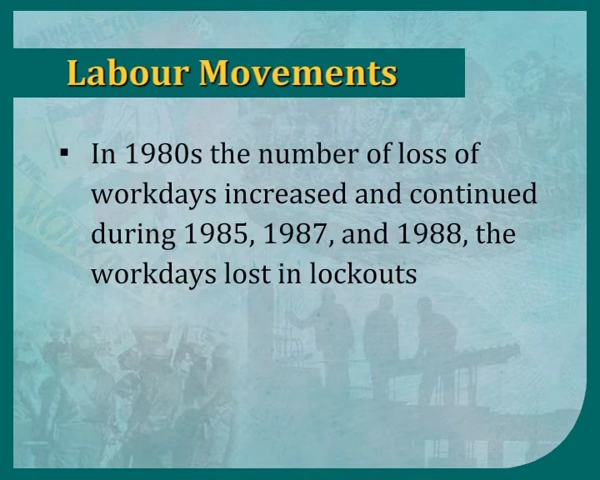 Labour Movements
▪ In 1980s the number of loss of
workdays increased and continued
during 1985, 1987, and 1988, the
workdays lost in lockouts